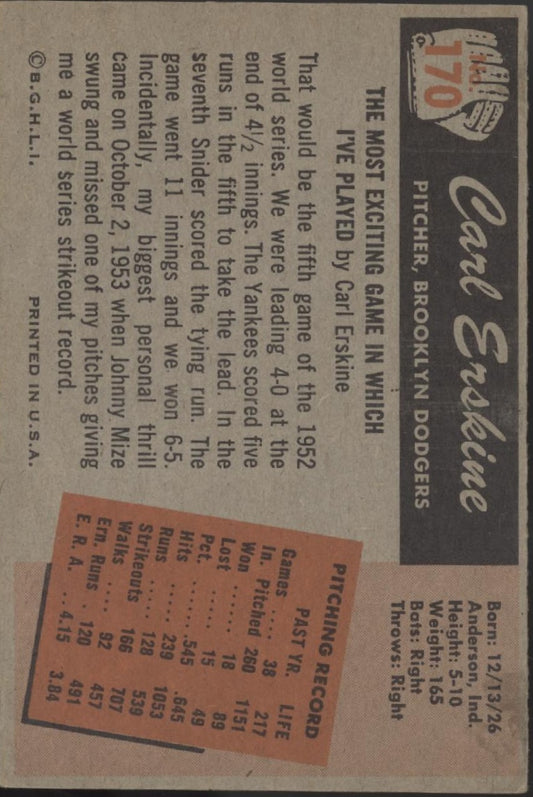 No.
170
Carl Erskine
PITCHER, BROOKLYN DODGERS
Born: 12/13/26
Anderson, Ind.
Height: 5-10
Weight: 165
Bats: Right
Throws: Right
THE MOST EXCITING GAME IN WHICH
I'VE PLAYED by Carl Erskine
That would be the fifth game of the 1952
world series. We were leading 4-0 at the
end of 4½ innings. The Yankees scored five
runs in the fifth to take the lead. In the
seventh Snider scored the tying run. The
game went 11 innings and we won 6-5.
Incidentally, my biggest personal thrill
came on October 2, 1953 when Johnny Mize
swung and missed one of my pitches giving
me a world series strikeout record.
© B.G.H.L.I. PRINTED IN U.S.A.
PITCHING RECORD
PAST YR. LIFE
Games .... 38 217
In. Pitched 260 1151
Won ...... 18 89
Lost ...... 15 49
Pct. ...... .545 .645
Hits ...... 239 1053
Runs ..... 128 539
Strikeouts 166 707
Walks .... 92 457
Ern. Runs . 120 491
E. R. A. .. 4.15 3.84